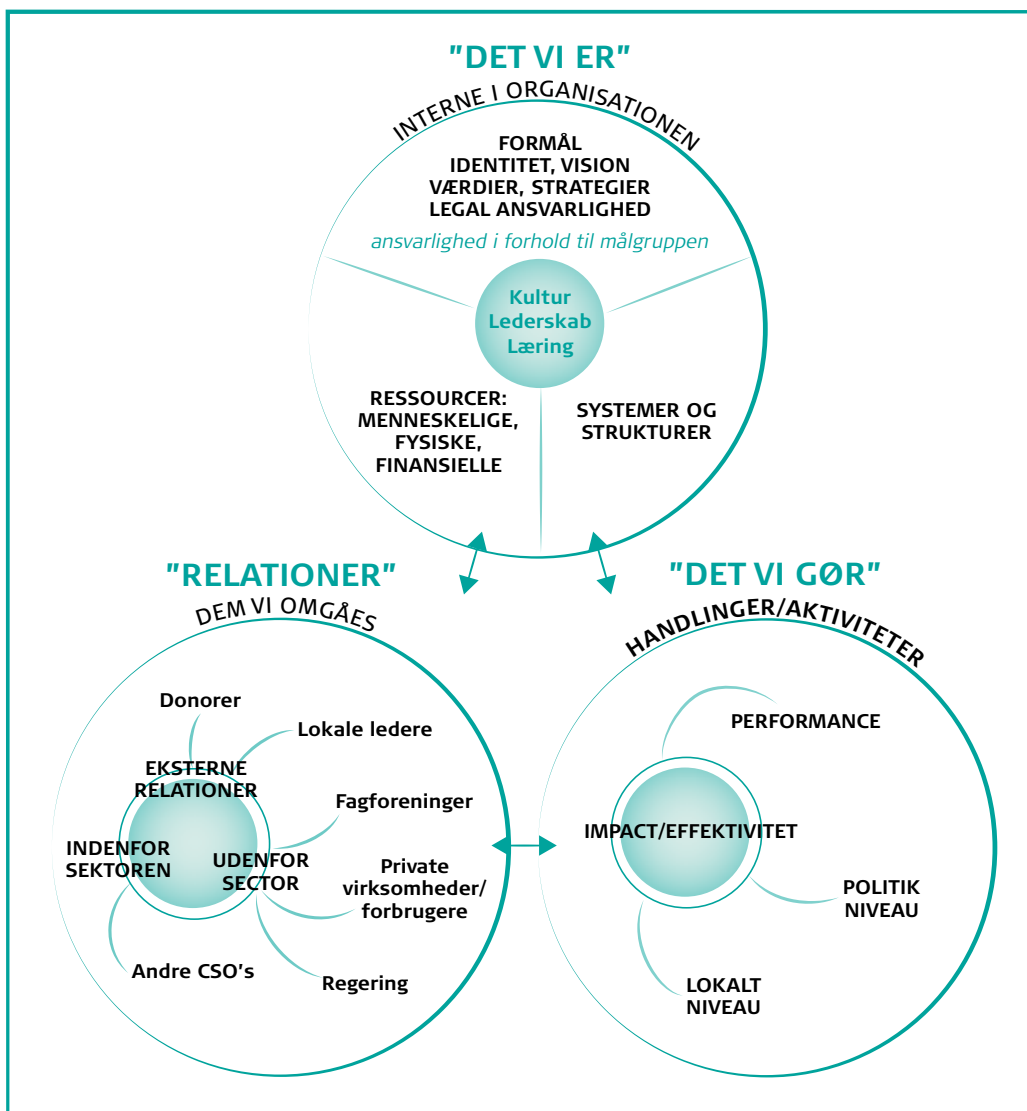 "DET VI ER"
INTERNE I ORGANISATIONEN
FORMÅL
IDENTITET, VISION
VÆRDIER, STRATEGIER
LEGAL ANSVARLIGHED
ansvarlighed i forhold til målgruppen
Kultur
Lederskab
Læring
RESSOURCER:
MENNESKELIGE,
FYSISKE,
FINANSIELLE
SYSTEMER OG
STRUKTURER
"RELATIONER"
DEM VI OMGÅES
Donorer
Lokale ledere
EKSTERNE
RELATIONER
Fagforeninger
INDENFOR
SEKTOREN
UDENFOR
SECTOR
Private
virksomheder/
forbrugere
Andre CSO's
Regering
"DET VI GØR"
HANDLINGER/AKTIVITETER
PERFORMANCE
IMPACT/EFFEKTIVITET
POLITIK
NIVEAU
LOKALT
NIVEAU